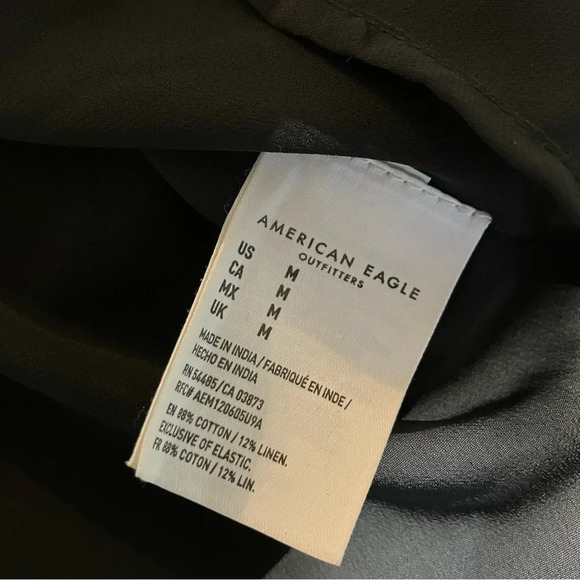 AMERICAN EAGLE
OUTFITTERS
US M
CA M
MX M
UK M
MADE IN INDIA / FABRIQUÉ EN INDE /
HECHO EN INDIA
RN 54485 / CA 03873
RFC# AEM120605U9A
EN 88% COTTON / 12% LINEN.
EXCLUSIVE OF ELASTIC.
FR 88% COTON / 12% LIN.